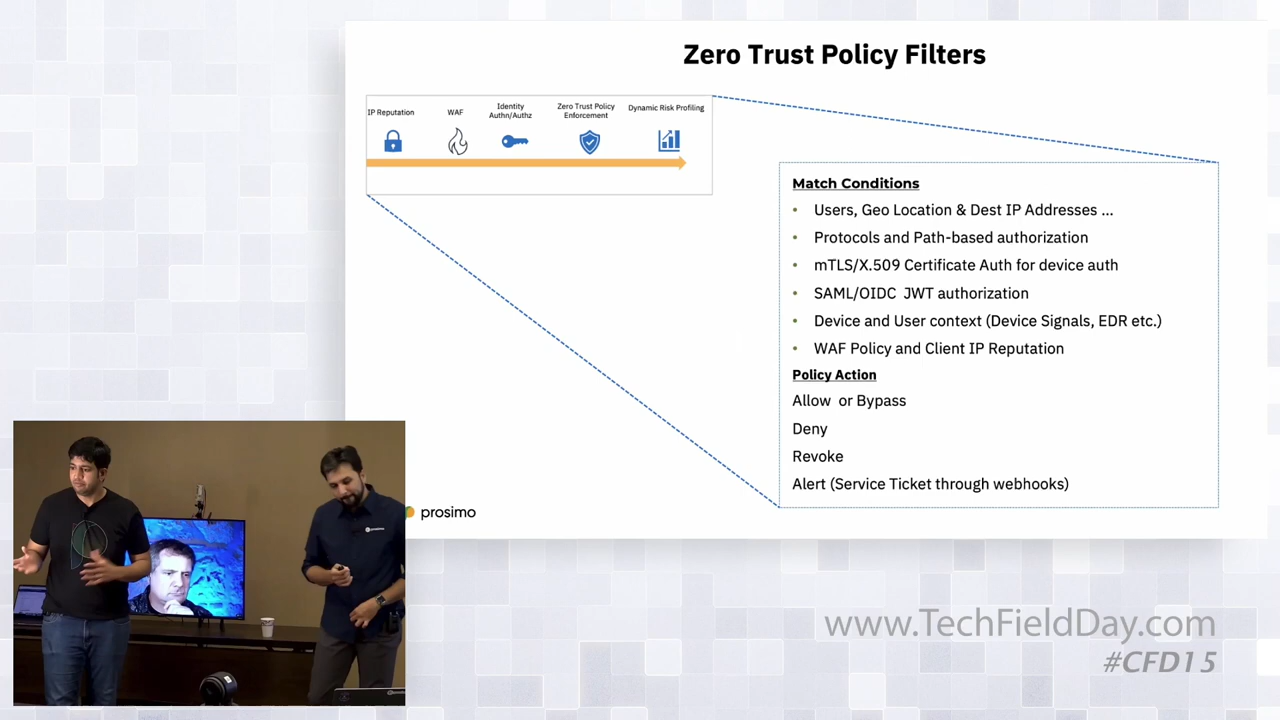 Zero Trust Policy Filters
IP Reputation
WAF
Identity
Authn/Authz
Zero Trust Policy
Enforcement
Dynamic Risk Profiling
Match Conditions
• Users, Geo Location & Dest IP Addresses ...
• Protocols and Path-based authorization
• mTLS/X.509 Certificate Auth for device auth
• SAML/OIDC JWT authorization
• Device and User context (Device Signals, EDR etc.)
• WAF Policy and Client IP Reputation
Policy Action
Allow or Bypass
Deny
Revoke
Alert (Service Ticket through webhooks)
prosimo
www.TechFieldDay.com
#CFD15